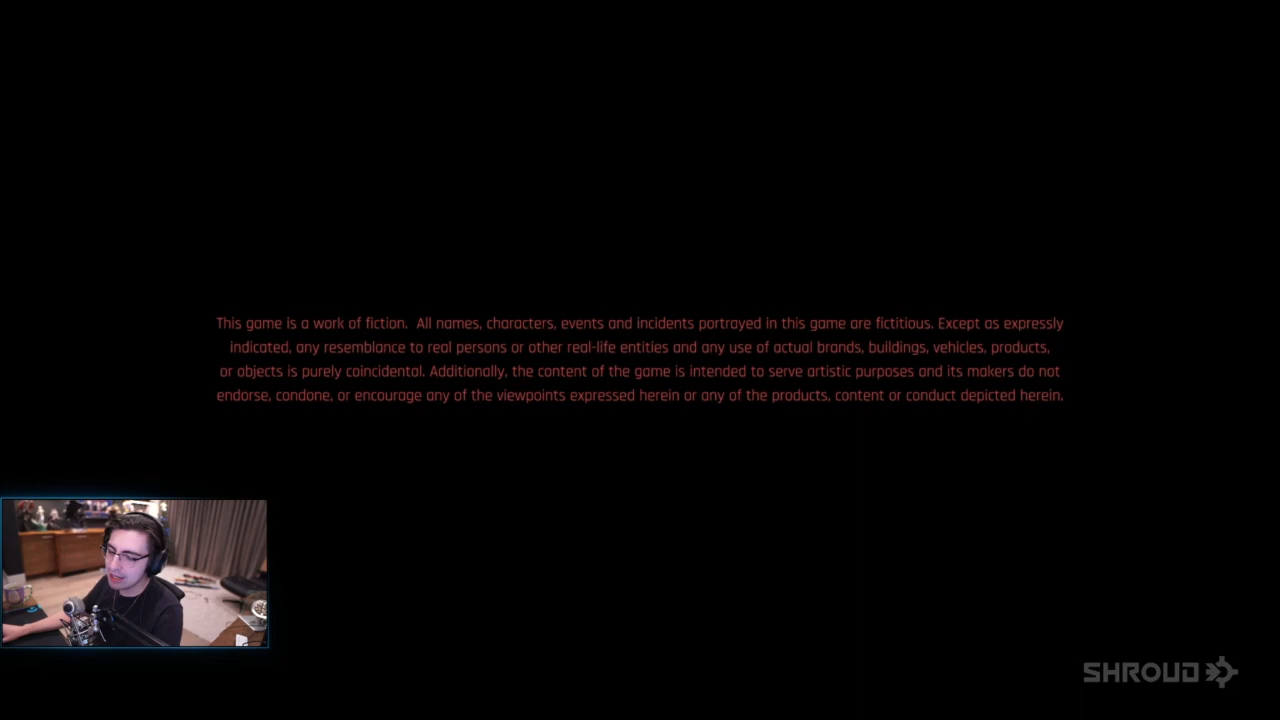 This game is a work of fiction.  All names, characters, events and incidents portrayed in this game are fictitious. Except as expressly
indicated, any resemblance to real persons or other real-life entities and any use of actual brands, buildings, vehicles, products,
or objects is purely coincidental. Additionally, the content of the game is intended to serve artistic purposes and its makers do not
endorse, condone, or encourage any of the viewpoints expressed herein or any of the products, content or conduct depicted herein.
SHROUD